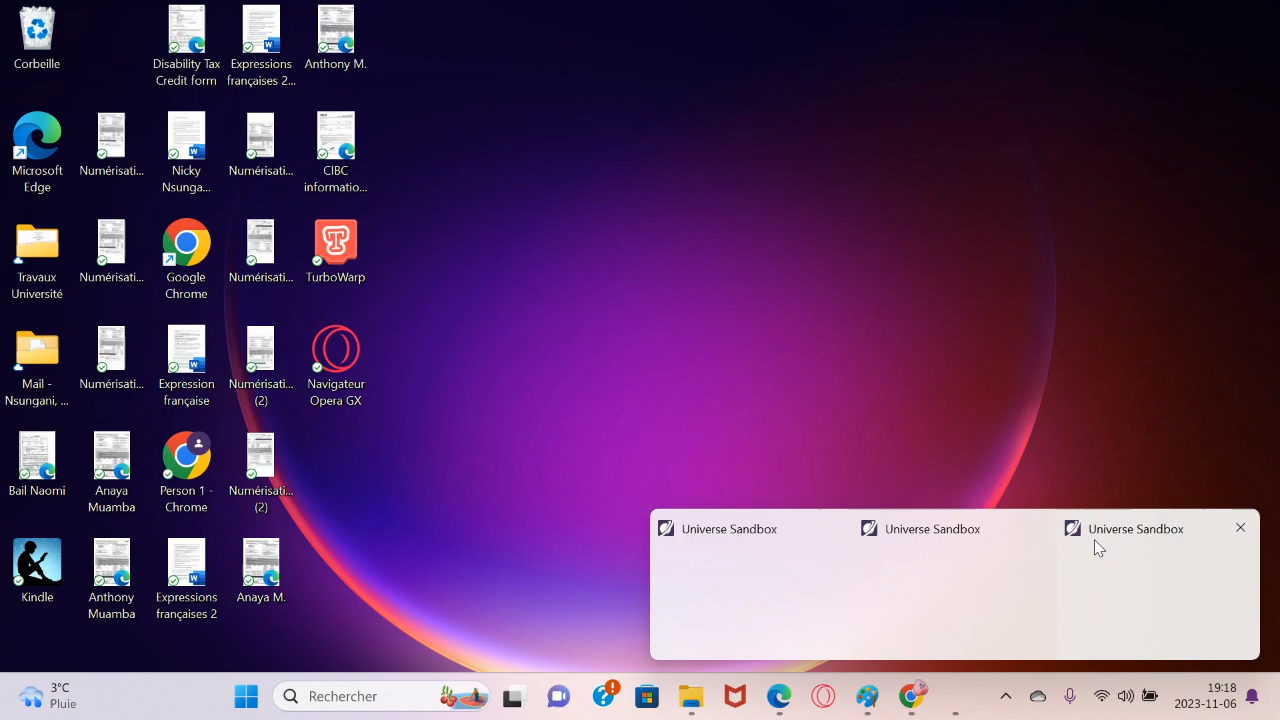 Corbeille
Disability Tax
Credit form
Expressions
françaises 2...
Anthony M.
Microsoft
Edge
Numérisati...
Nicky
Nsunga...
Numérisati...
CIBC
informatio...
Travaux
Université
Numérisati...
Google
Chrome
Numérisati...
TurboWarp
Mail -
Nsungani, ...
Numérisati...
Expression
française
Numérisati...
(2)
Navigateur
Opera GX
Bail Naomi
Anaya
Muamba
Person 1 -
Chrome
Numérisati...
(2)
Kindle
Anthony
Muamba
Expressions
françaises 2
Anaya M.
Universe Sandbox
Universe Sandbox
Universe Sandbox
3°C
Pluie
Rechercher
19:18
2023-11-06